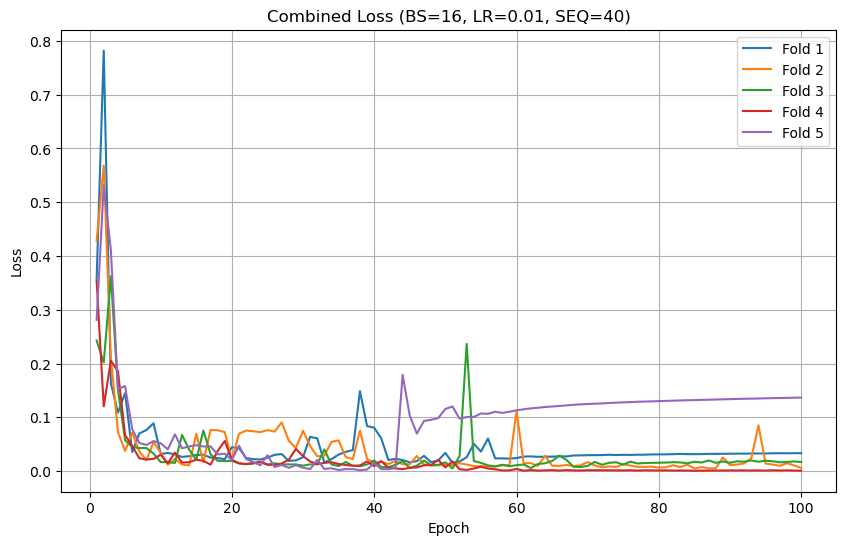 Combined Loss (BS=16, LR=0.01, SEQ=40)
Fold 1
Fold 2
Fold 3
Fold 4
Fold 5
Loss
0.8
0.7
0.6
0.5
0.4
0.3
0.2
0.1
0.0
0 20 40 60 80 100
Epoch